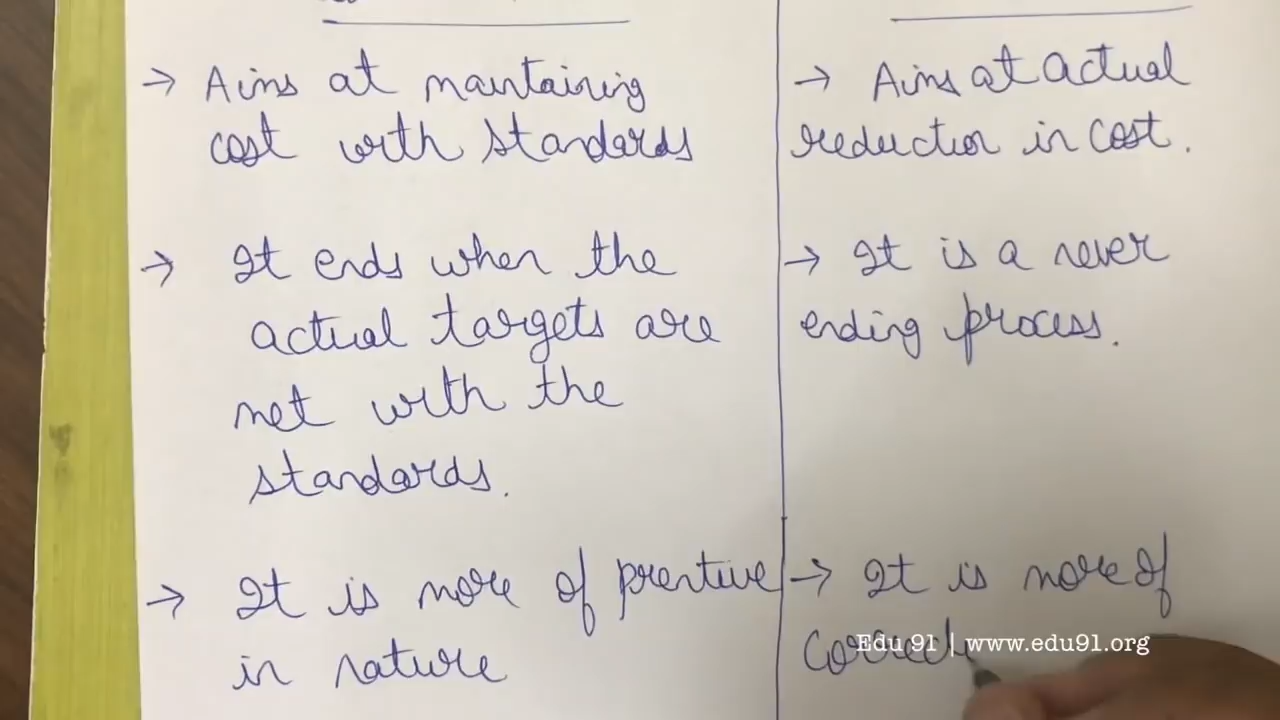 → Aims at maintaining
cost with standards
→ It ends when the
actual targets are
met with the
standards.
→ It is more of prentive
in nature
→ Aims at actual
reduction in cost.
→ It is a never
ending process.
→ It is more of
Correcti
Edu 91 | www.edu91.org